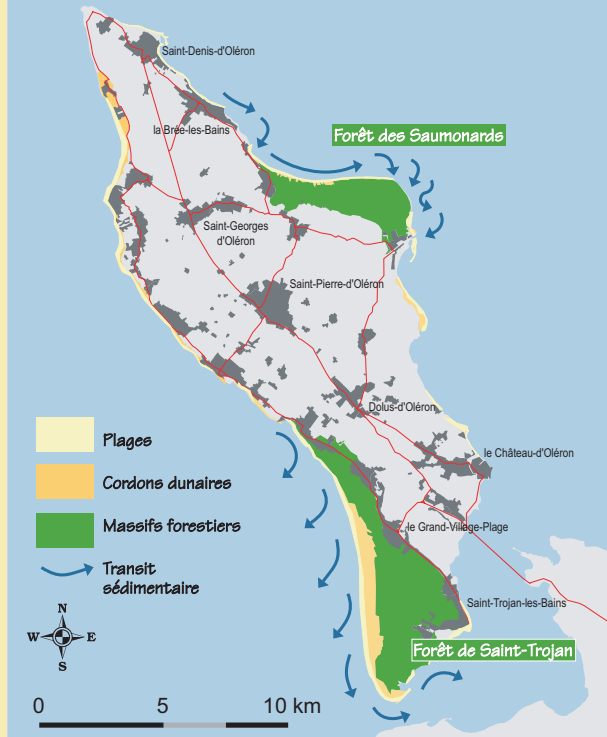 Saint-Denis-d'Oléron
la Brée-les-Bains
Forêt des Saumonards
Saint-Georges
d'Oléron
Saint-Pierre-d'Oléron
Dolus-d'Oléron
le Château-d'Oléron
le Grand-Village-Plage
Saint-Trojan-les-Bains
Forêt de Saint-Trojan
Plages
Cordons dunaires
Massifs forestiers
Transit
sédimentaire
N
W E
S
0 5 10 km